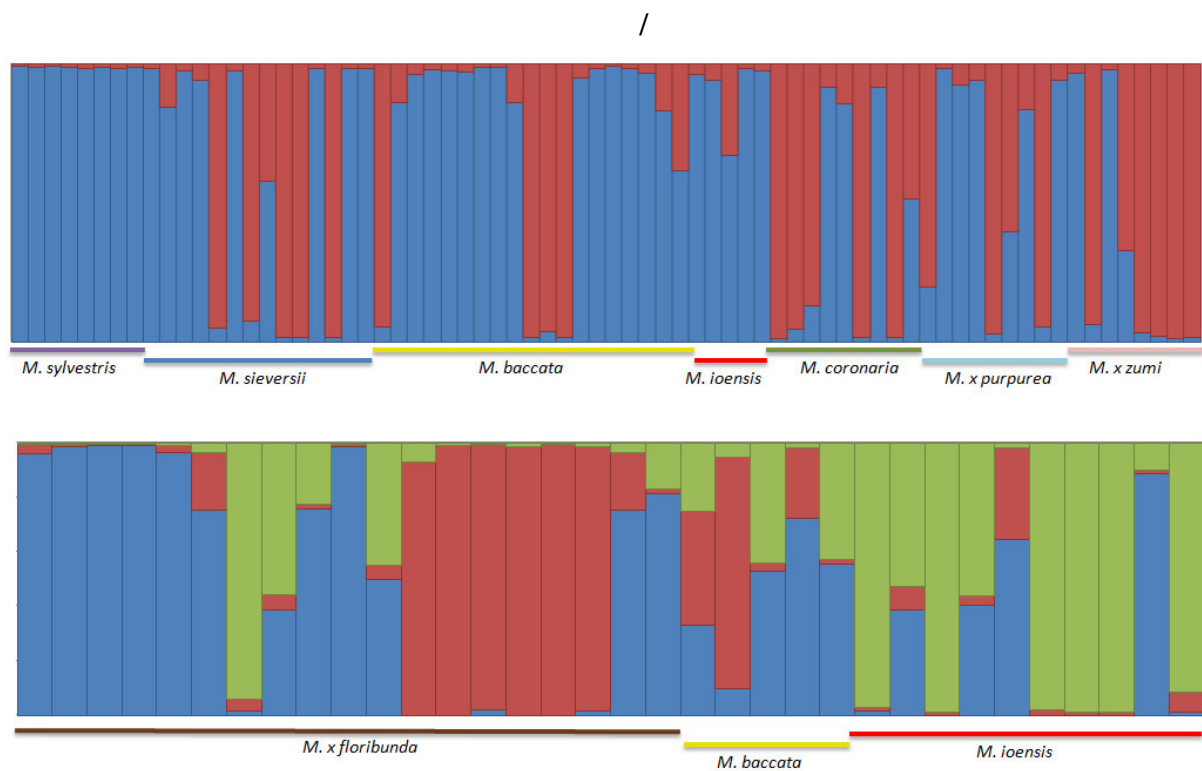 /
M. sylvestris M. sieversii M. baccata M. ioensis M. coronaria M. x purpurea M. x zumi
M. x floribunda M. baccata M. ioensis